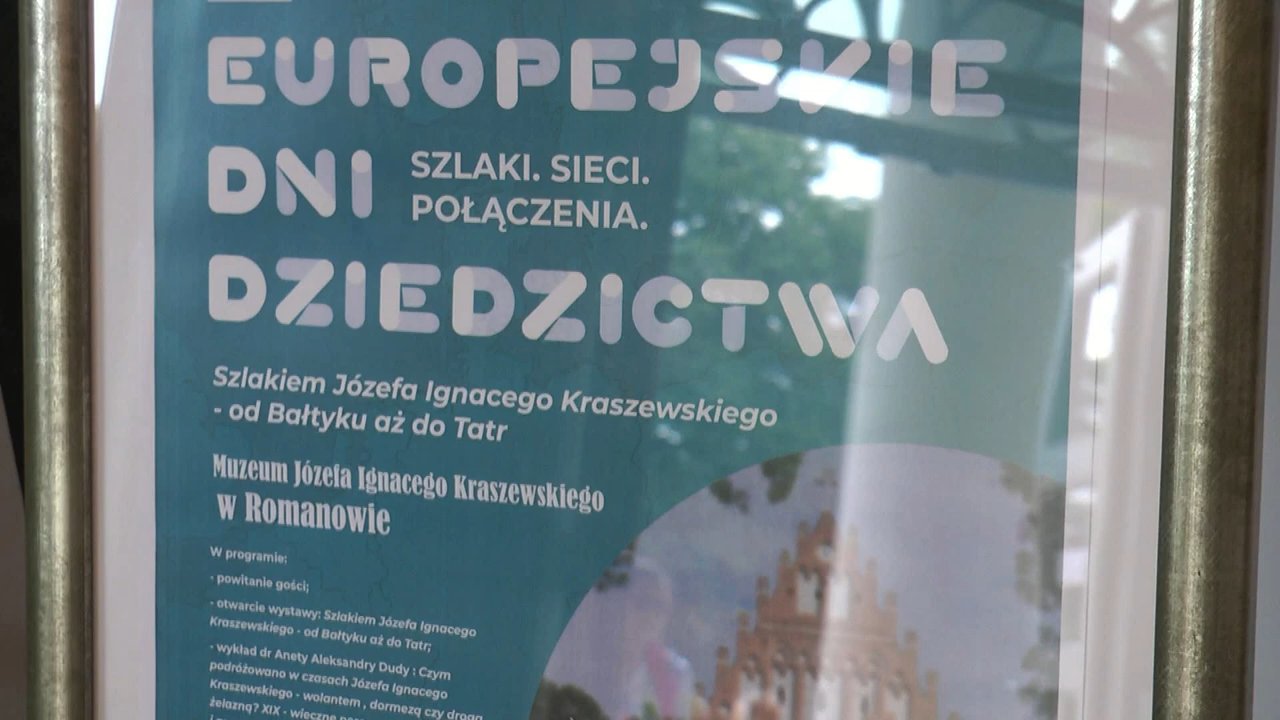 EUROPEJSKIE
DNI
SZLAKI. SIECI.
POŁĄCZENIA.
DZIEDZICTWA
Szlakiem Józefa Ignacego Kraszewskiego
- od Bałtyku aż do Tatr
Muzeum Józefa Ignacego Kraszewskiego
w Romanowie
W programie:
- powitanie gości;
- otwarcie wystawy: Szlakiem Józefa Ignacego
Kraszewskiego - od Bałtyku aż do Tatr;
- wykład dr Anety Aleksandry Dudy : Czym
podróżowano w czasach Józefa Ignacego
Kraszewskiego - wolantem , dormezą czy drogą
żelazną? XIX - wieczne